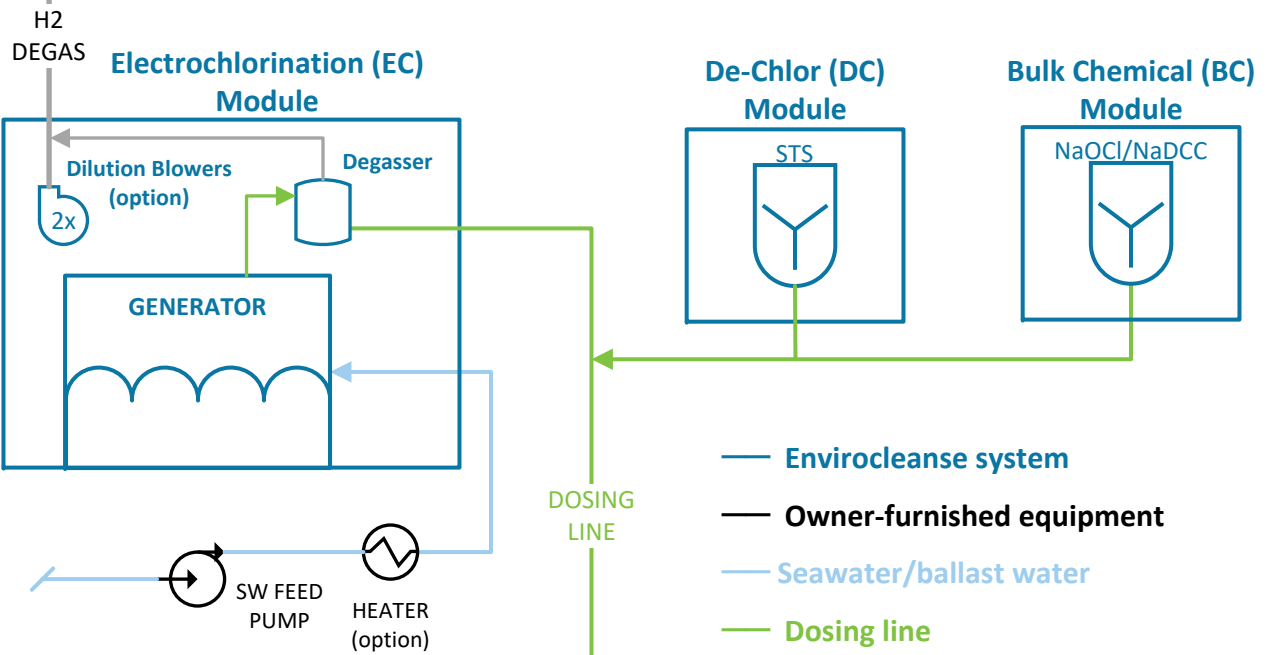 H2
DEGAS
Electrochlorination (EC)
Module
De-Chlor (DC)
Module
Bulk Chemical (BC)
Module
Dilution Blowers
(option)
Degasser
2x
STS
NaOCl/NaDCC
GENERATOR
DOSING
LINE
SW FEED
PUMP
HEATER
(option)
Envirocleanse system
Owner-furnished equipment
Seawater/ballast water
Dosing line